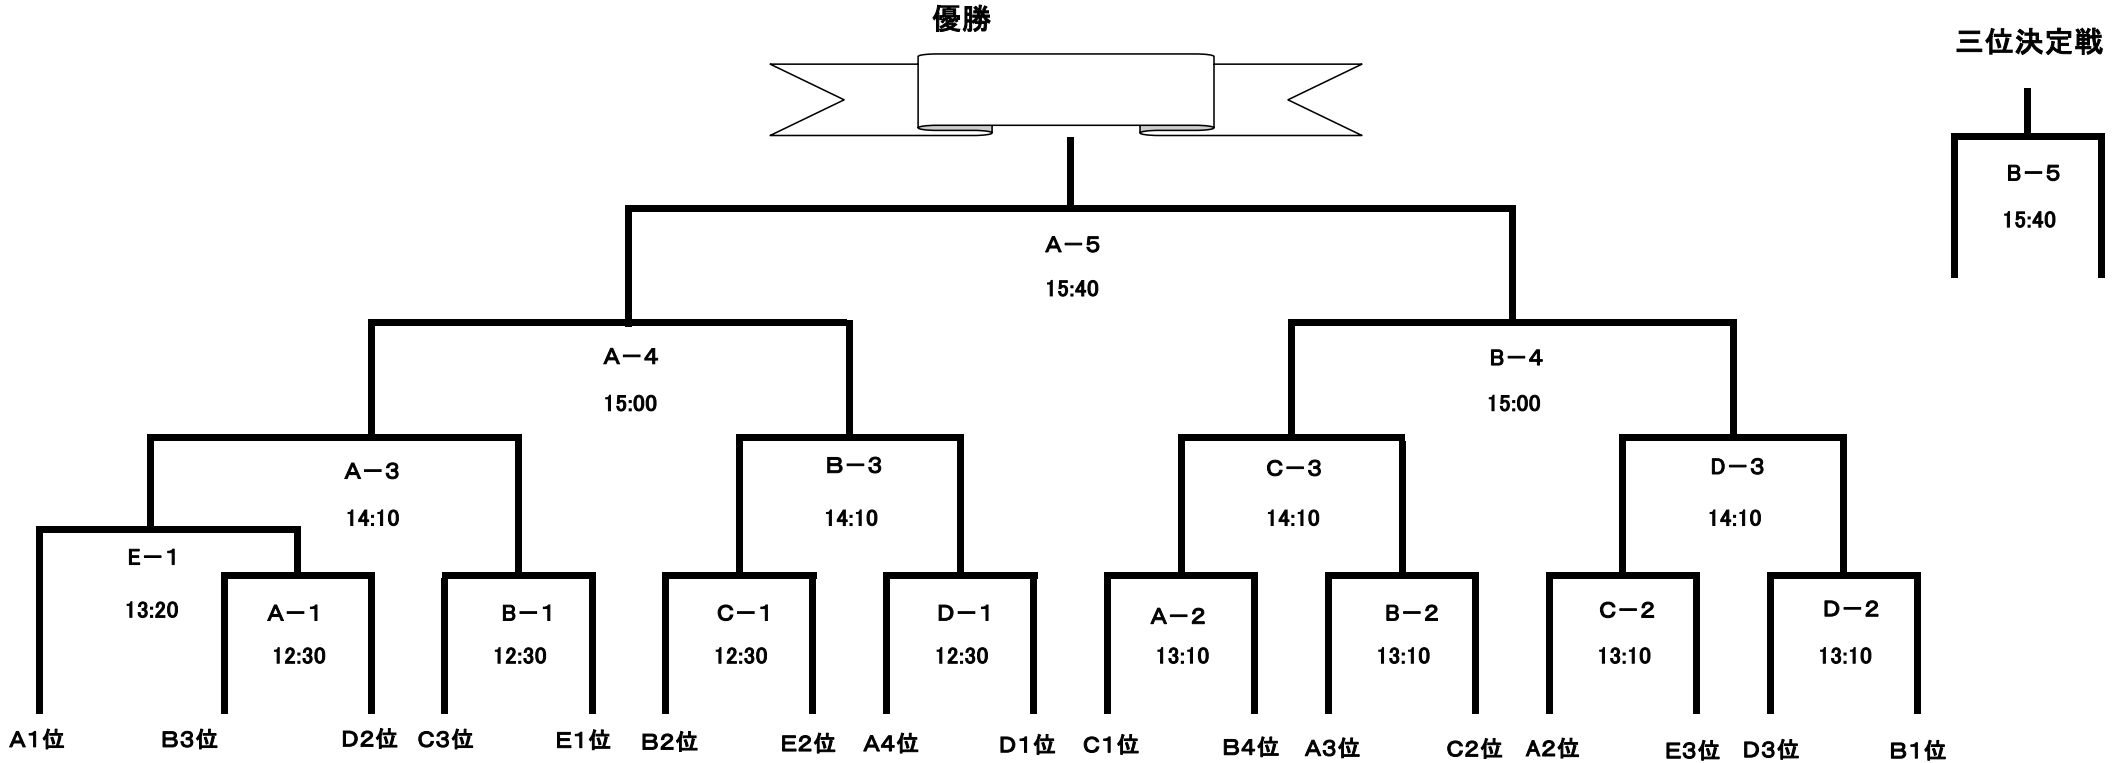 優勝
三位決定戦
B－5
15:40
A－5
15:40
A－4
15:00
B－4
15:00
A－3
14:10
B－3
14:10
C－3
14:10
D－3
14:10
E－1
13:20
A－1
12:30
B－1
12:30
C－1
12:30
D－1
12:30
A－2
13:10
B－2
13:10
C－2
13:10
D－2
13:10
A1位
B3位
D2位
C3位
E1位
B2位
E2位
A4位
D1位
C1位
B4位
A3位
C2位
A2位
E3位
D3位
B1位